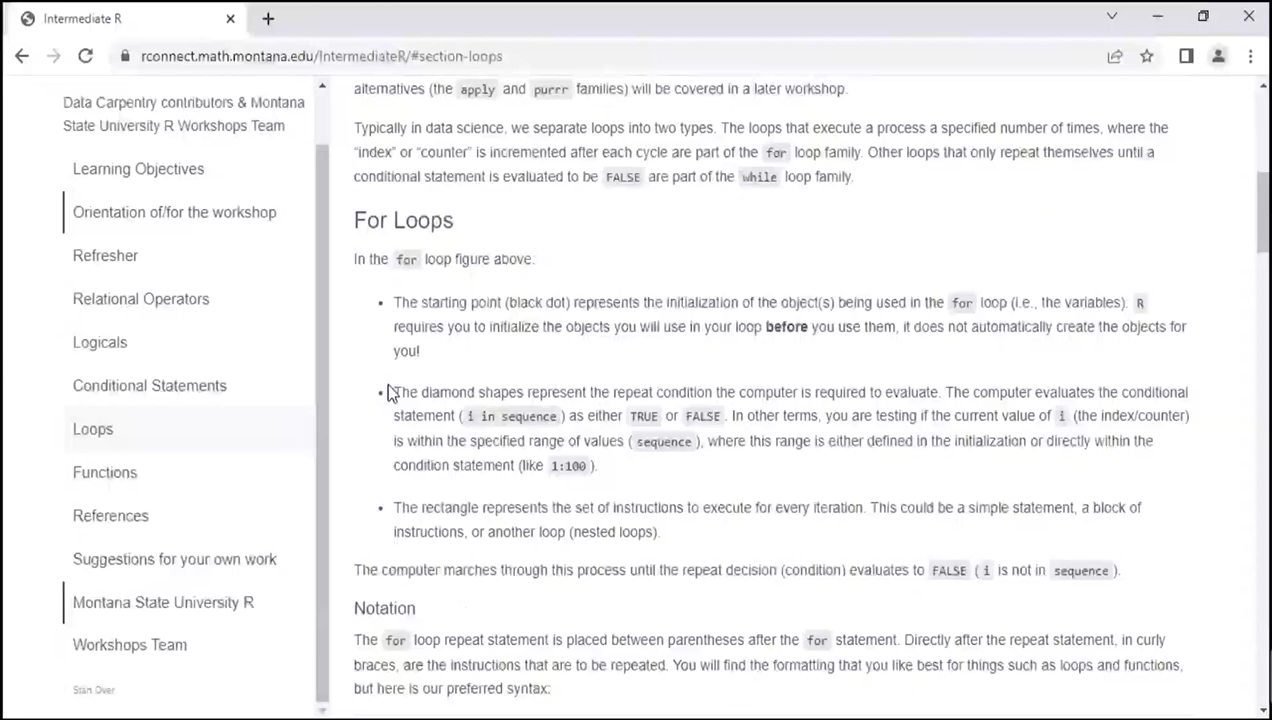 Intermediate R
rconnect.math.montana.edu/IntermediateR/#section-loops
Data Carpentry contributors & Montana
State University R Workshops Team
Learning Objectives
Orientation of/for the workshop
Refresher
Relational Operators
Logicals
Conditional Statements
Loops
Functions
References
Suggestions for your own work
Montana State University R
Workshops Team
Start Over
alternatives (the apply and purrr families) will be covered in a later workshop.
Typically in data science, we separate loops into two types. The loops that execute a process a specified number of times, where the
“index” or “counter” is incremented after each cycle are part of the for loop family. Other loops that only repeat themselves until a
conditional statement is evaluated to be FALSE are part of the while loop family.
For Loops
In the for loop figure above:
• The starting point (black dot) represents the initialization of the object(s) being used in the for loop (i.e., the variables). R
requires you to initialize the objects you will use in your loop before you use them, it does not automatically create the objects for
you!
• The diamond shapes represent the repeat condition the computer is required to evaluate. The computer evaluates the conditional
statement (i in sequence) as either TRUE or FALSE. In other terms, you are testing if the current value of i (the index/counter)
is within the specified range of values (sequence), where this range is either defined in the initialization or directly within the
condition statement (like 1:100).
• The rectangle represents the set of instructions to execute for every iteration. This could be a simple statement, a block of
instructions, or another loop (nested loops).
The computer marches through this process until the repeat decision (condition) evaluates to FALSE (i is not in sequence).
Notation
The for loop repeat statement is placed between parentheses after the for statement. Directly after the repeat statement, in curly
braces, are the instructions that are to be repeated. You will find the formatting that you like best for things such as loops and functions,
but here is our preferred syntax: